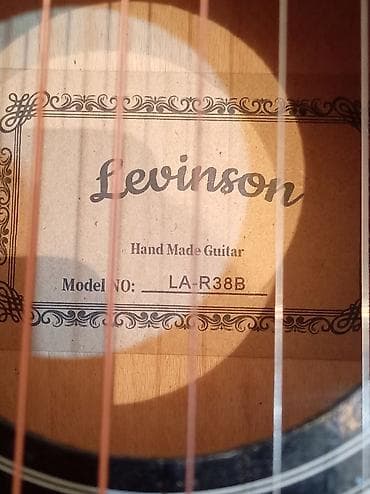 Levinson
Hand Made Guitar
Model NO: LA-R38B